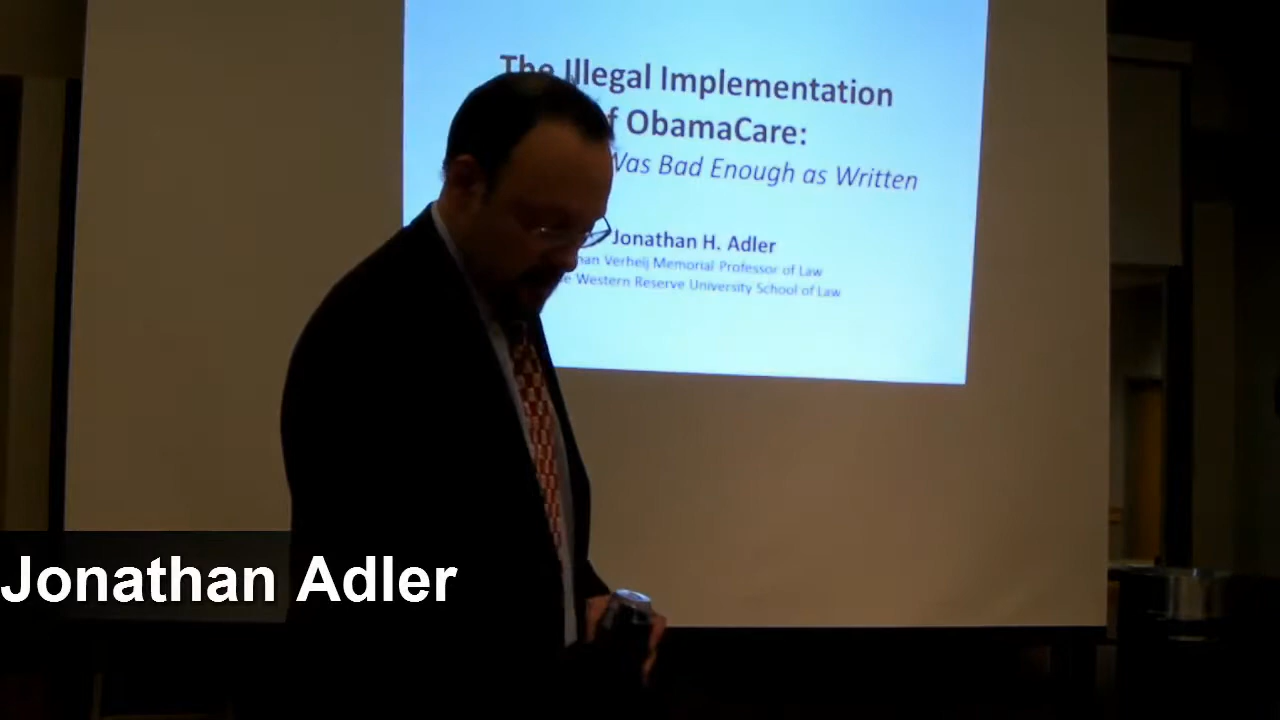 The Illegal Implementation
f ObamaCare:
Was Bad Enough as Written
Jonathan H. Adler
han Verheij Memorial Professor of Law
e Western Reserve University School of Law
Jonathan Adler